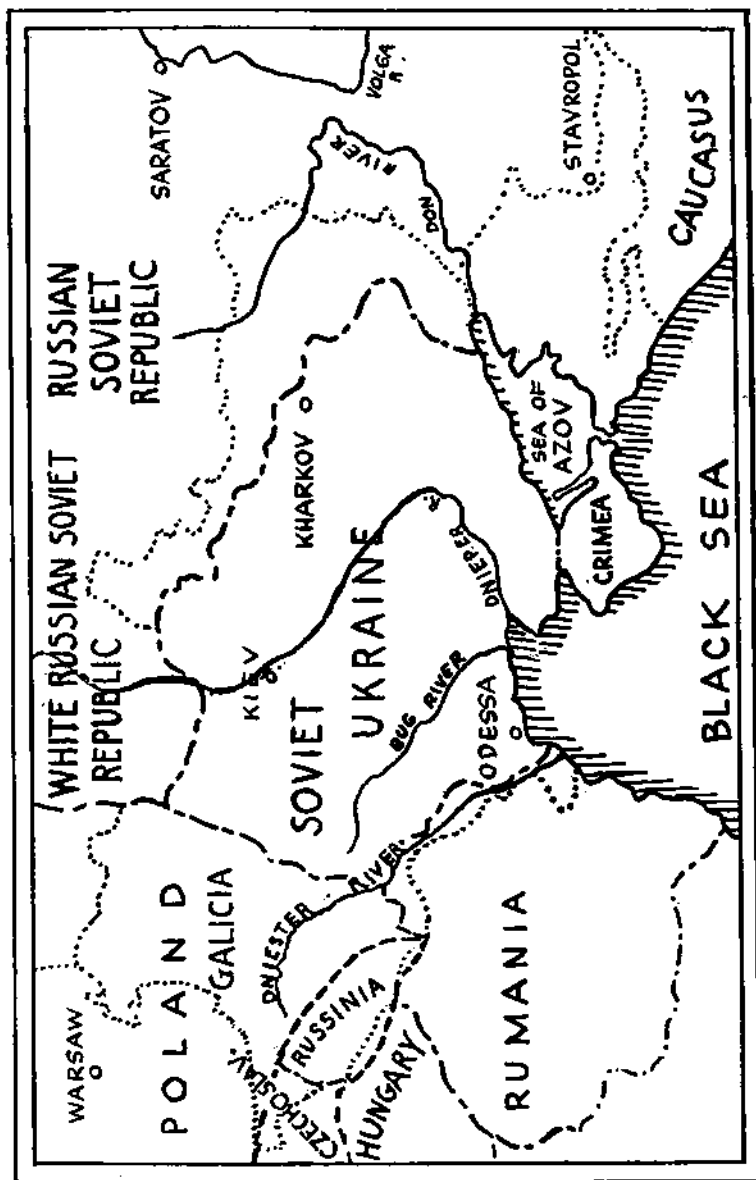 WARSAW
POLAND
GALICIA
CZECHOSLAV.
HUNGARY
RUSSINIA
DNIESTER RIVER
RUMANIA
WHITE RUSSIAN SOVIET
REPUBLIC
KIEV
SOVIET
UKRAINE
BUG RIVER
ODESSA
DNIEPER R.
KHARKOV
RUSSIAN
SOVIET
REPUBLIC
SARATOV
VOLGA
R.
DON RIVER
SEA OF
AZOV
CRIMEA
STAVROPOL
CAUCASUS
BLACK SEA